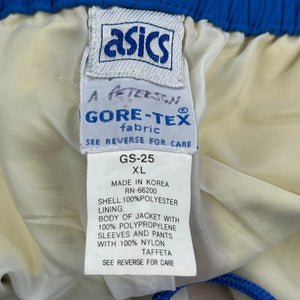 asics
A PETERSON
GORE-TEX®
fabric
SEE REVERSE FOR CARE
GS-25
XL
MADE IN KOREA
RN-66200
SHELL:100%POLYESTER
LINING:
BODY OF JACKET WITH
100% POLYPROPYLENE
SLEEVES AND PANTS
WITH 100% NYLON
TAFFETA
SEE REVERSE FOR CARE